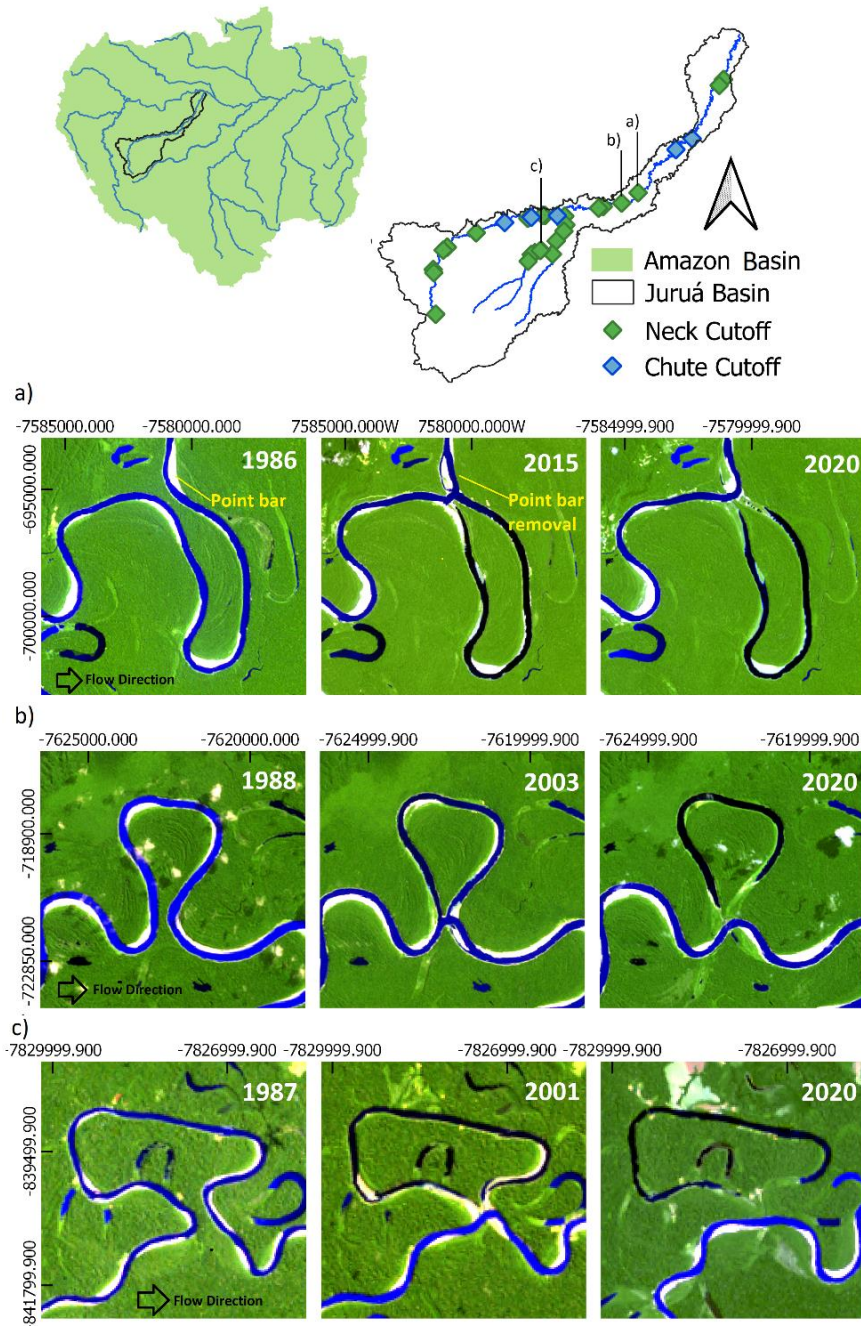 a)
b)
c)
Amazon Basin
Juruá Basin
Neck Cutoff
Chute Cutoff
a)
-7585000.000 -7580000.000 7585000.000W 7580000.000W -7584999.900 -7579999.900
1986 2015 2020
-695000.000
Point bar
Point bar
removal
-700000.000
Flow Direction
b)
-7625000.000 -7620000.000 -7624999.900 -7619999.900 -7624999.900 -7619999.900
1988 2003 2020
-718900.000
-722850.000
Flow Direction
c)
-7829999.900 -7826999.900 -7829999.900 -7826999.900 -7829999.900 -7826999.900
1987 2001 2020
-839499.900
-841799.900
Flow Direction